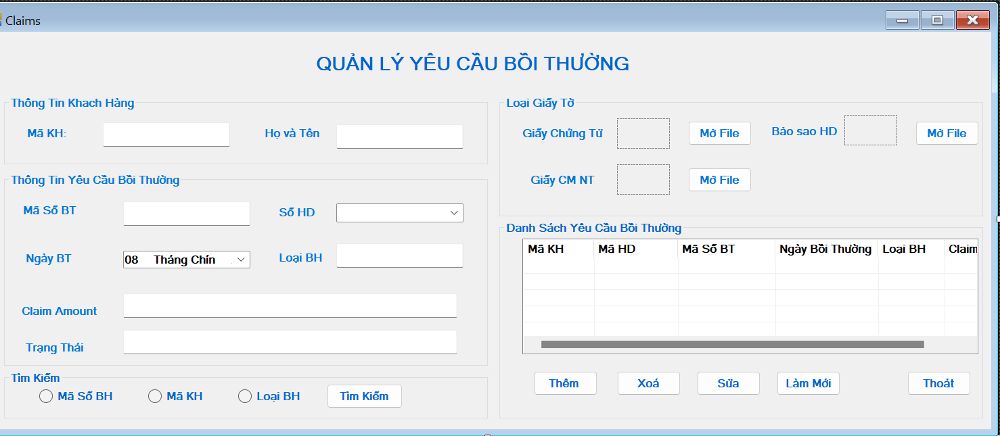 Claims
QUẢN LÝ YÊU CẦU BỒI THƯỜNG
Thông Tin Khach Hàng
Mã KH:
Họ và Tên
Thông Tin Yêu Cầu Bồi Thường
Mã Số BT
Số HD
Ngày BT
08 Tháng Chín
Loại BH
Claim Amount
Trạng Thái
Tìm Kiếm
Mã Số BH
Mã KH
Loại BH
Tìm Kiếm
Loại Giấy Tờ
Giấy Chứng Từ
Mở File
Bảo sao HD
Mở File
Giấy CM NT
Mở File
Danh Sách Yêu Cầu Bồi Thường
Mã KH Mã HD Mã Số BT Ngày Bồi Thường Loại BH Claim
Thêm
Xoá
Sửa
Làm Mới
Thoát